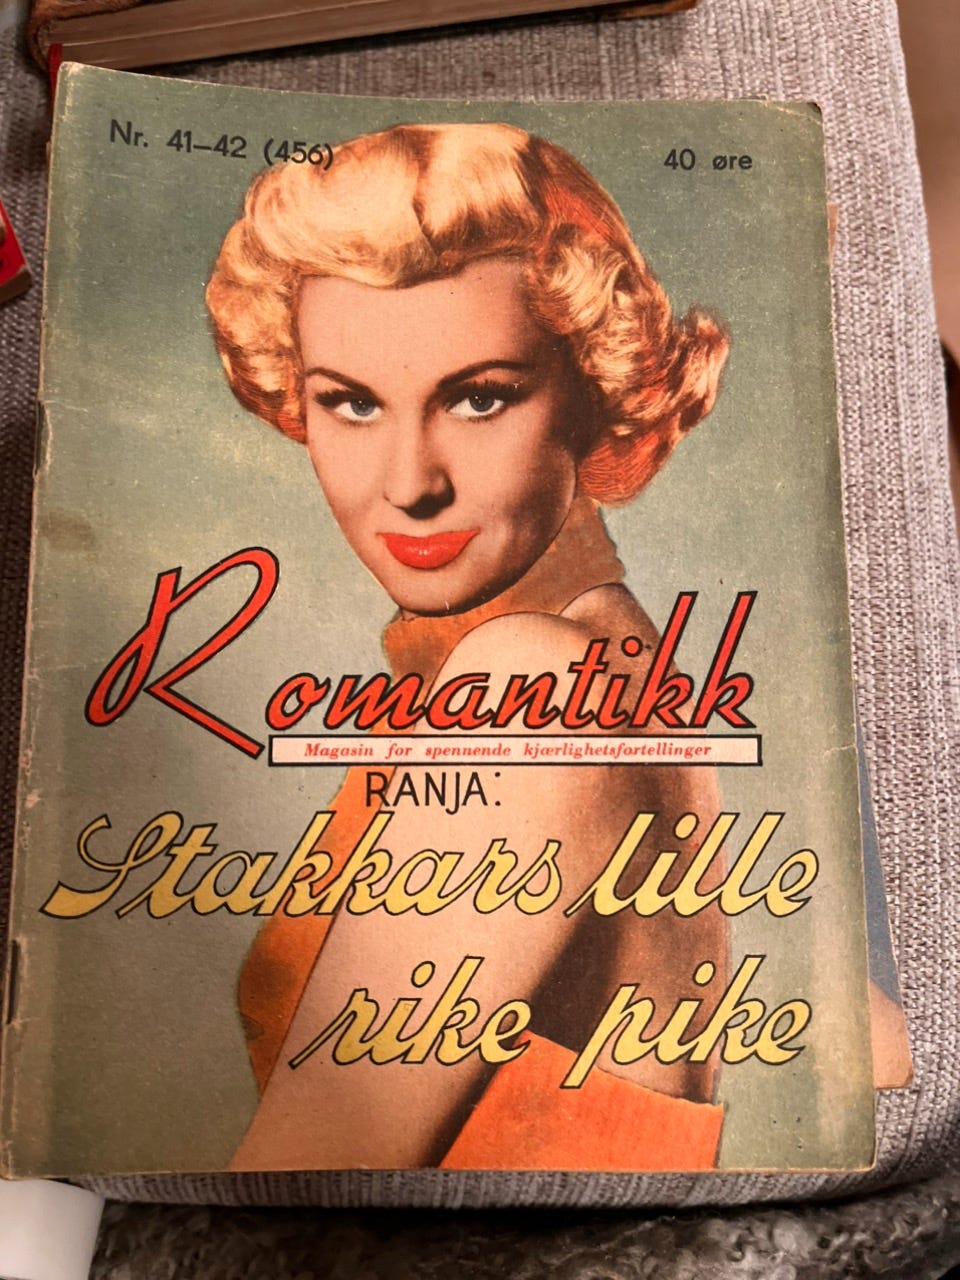 Nr. 41–42 (456)
40 øre
Romantikk
Magasin for spennende kjærlighetsfortellinger
RANJA:
Stakkars lille
rike pike